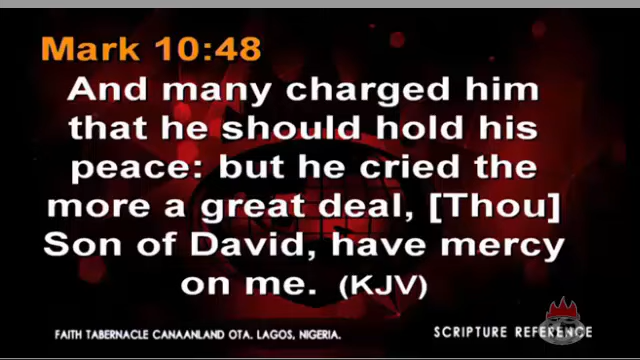 Mark 10:48
And many charged him
that he should hold his
peace: but he cried the
more a great deal, [Thou]
Son of David, have mercy
on me. (KJV)
FAITH TABERNACLE CANAANLAND OTA. LAGOS, NIGERIA.
SCRIPTURE REFERENCE